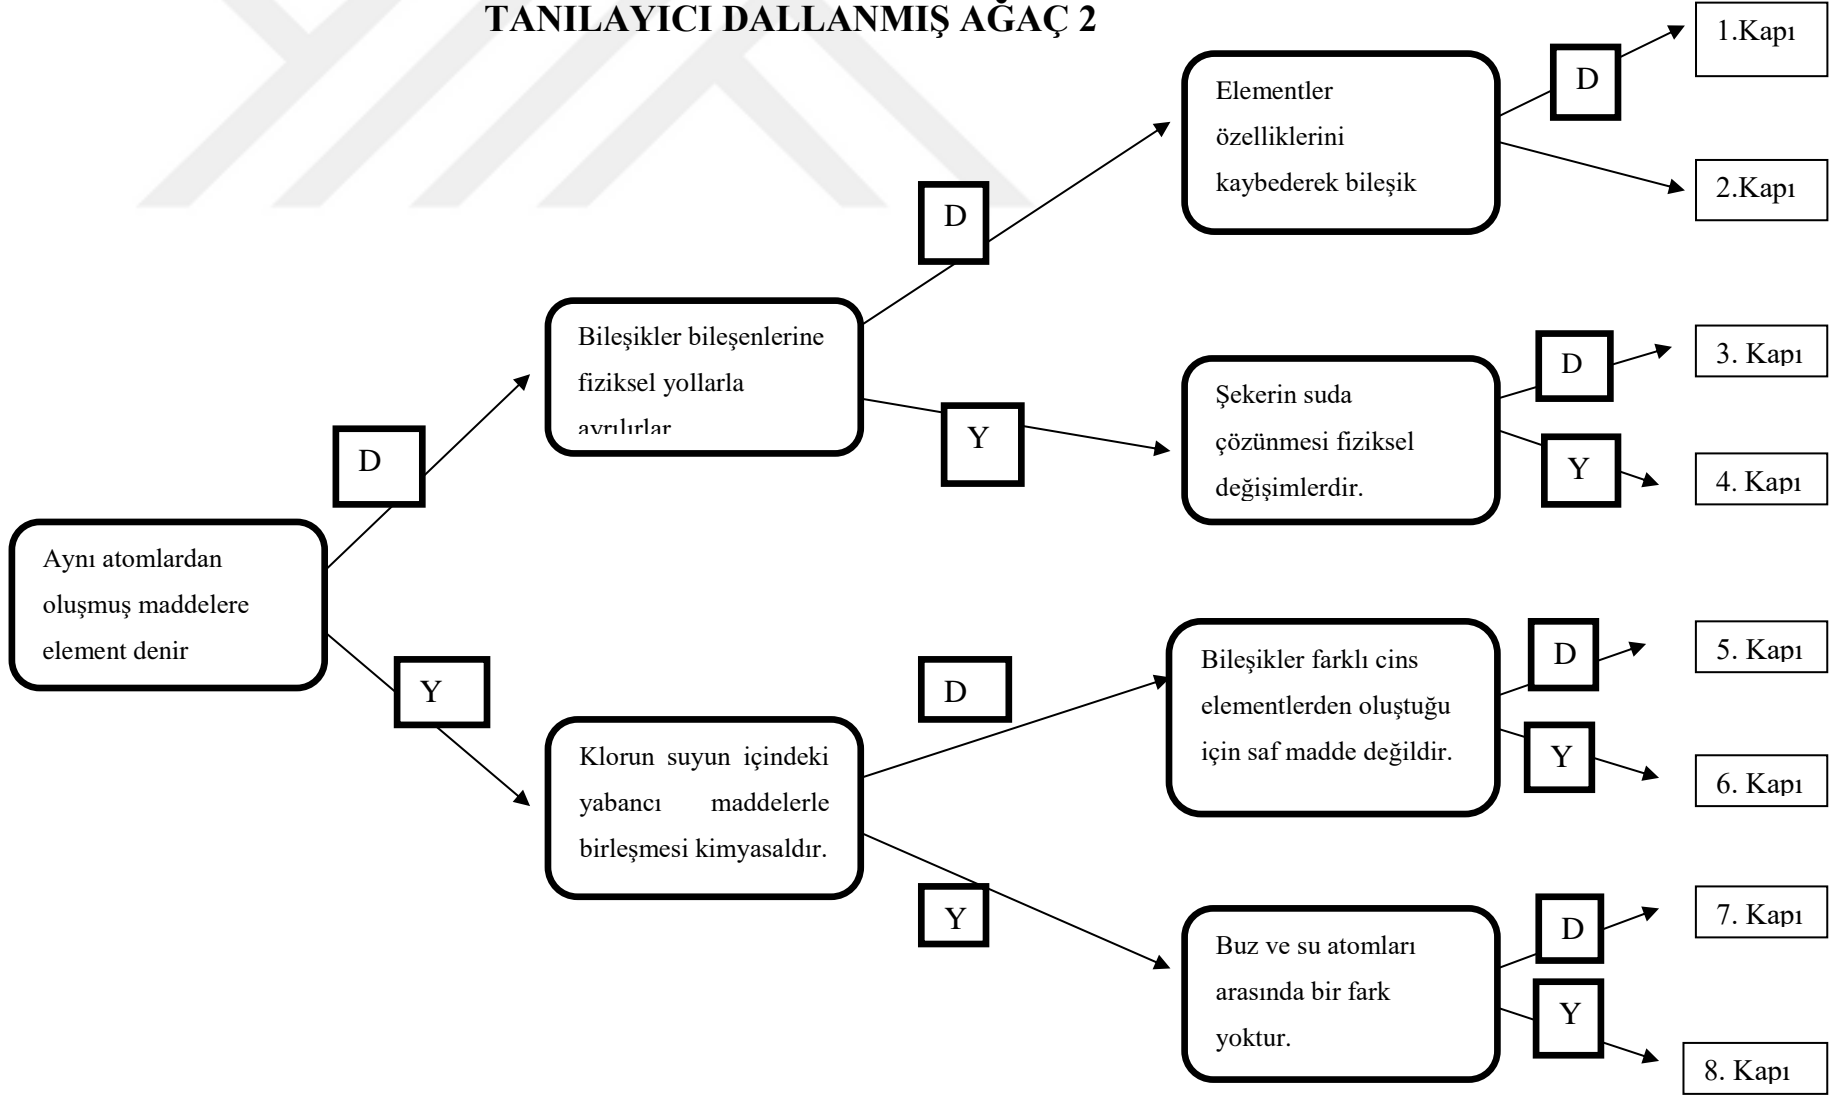 TANILAYICI DALLANMIŞ AĞAÇ 2
Aynı atomlardan
oluşmuş maddelere
element denir
D
Y
Bileşikler bileşenlerine
fiziksel yollarla
ayrılırlar
D
Y
Klorun suyun içindeki
yabancı maddelerle
birleşmesi kimyasaldır.
D
Y
Elementler
özelliklerini
kaybederek bileşik
D
1.Kapı
2.Kapı
Şekerin suda
çözünmesi fiziksel
değişimlerdir.
D
3. Kapı
Y
4. Kapı
Bileşikler farklı cins
elementlerden oluştuğu
için saf madde değildir.
D
5. Kapı
Y
6. Kapı
Buz ve su atomları
arasında bir fark
yoktur.
D
7. Kapı
Y
8. Kapı